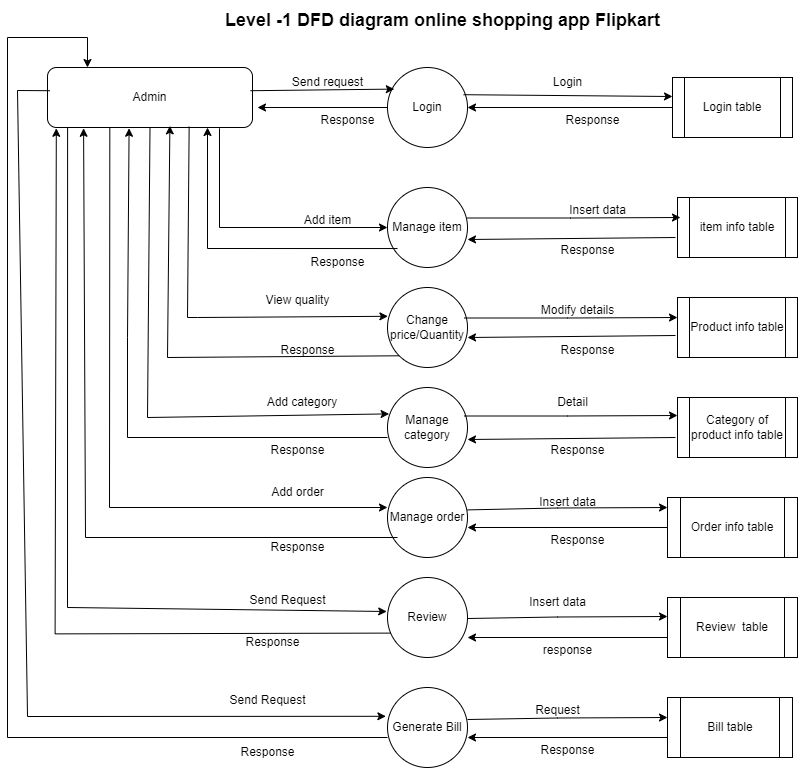 Level -1 DFD diagram online shopping app Flipkart
Admin
Send request
Response
Login
Login
Response
Login table
Add item
Response
Manage item
Insert data
Response
item info table
View quality
Response
Change
price/Quantity
Modify details
Response
Product info table
Add category
Response
Manage
category
Detail
Response
Category of
product info table
Add order
Response
Manage order
Insert data
Response
Order info table
Send Request
Response
Review
Insert data
response
Review table
Send Request
Response
Generate Bill
Request
Response
Bill table